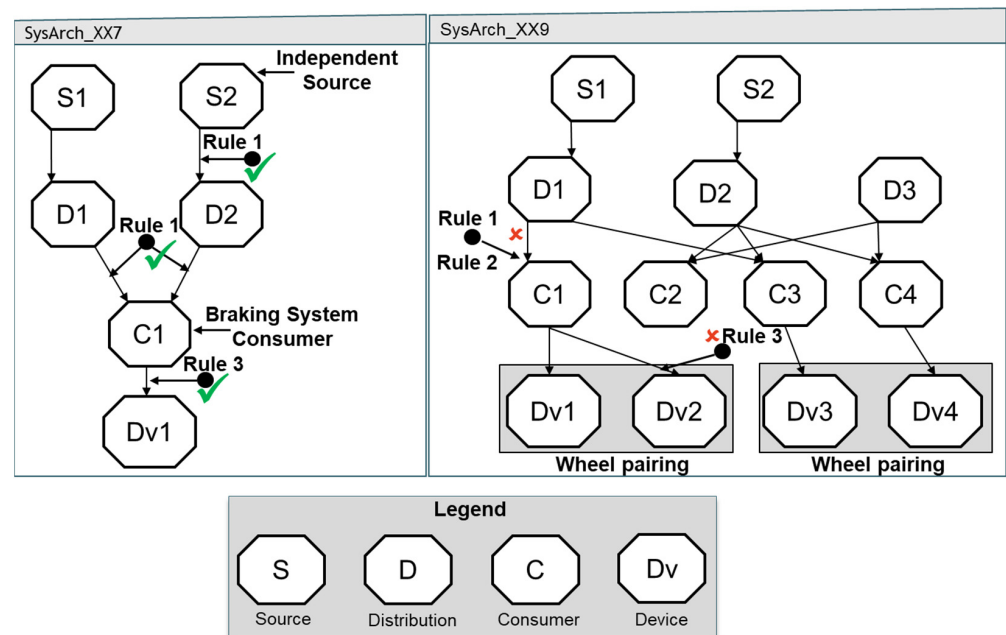 SysArch_XX7
Independent
Source
S1
S2
Rule 1
D1
D2
Rule 1
C1
Braking System
Consumer
Rule 3
Dv1
SysArch_XX9
S1
S2
D1
D2
D3
Rule 1
Rule 2
C1
C2
C3
C4
Rule 3
Dv1
Dv2
Dv3
Dv4
Wheel pairing
Wheel pairing
Legend
S
D
C
Dv
Source
Distribution
Consumer
Device